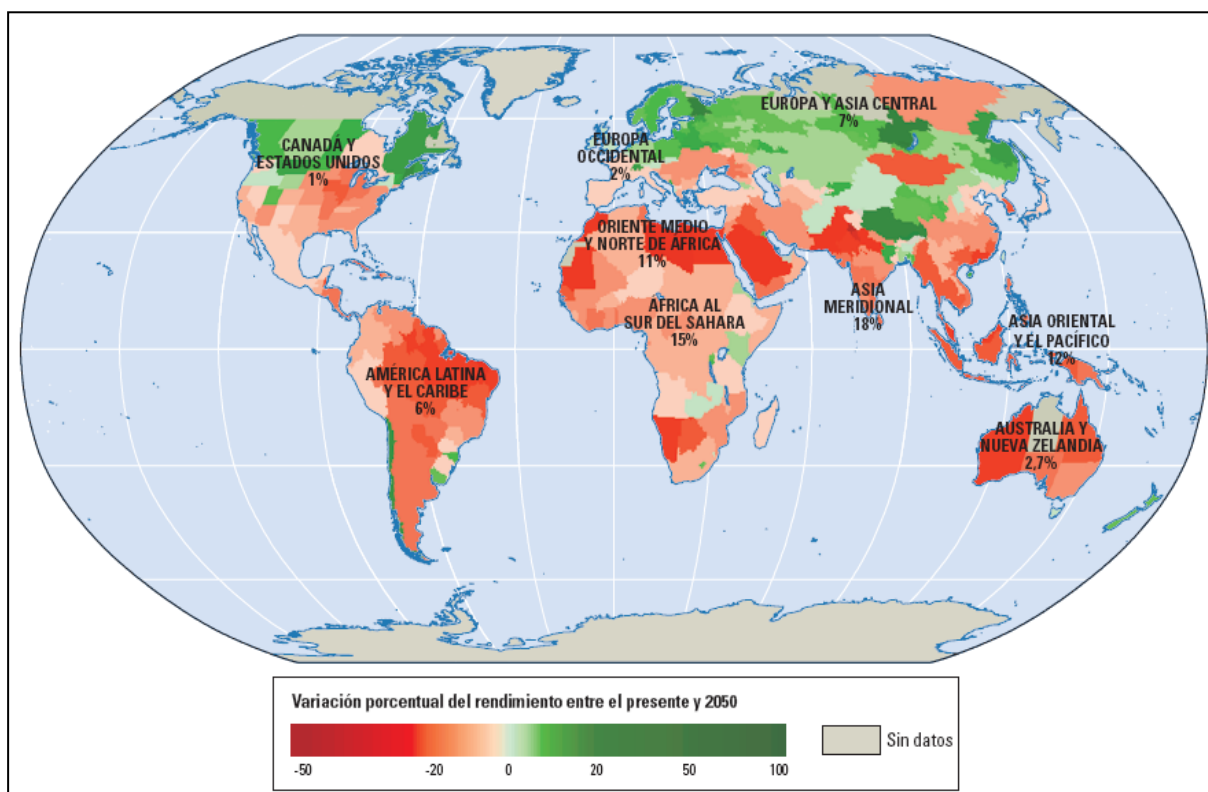 EUROPA Y ASIA CENTRAL
7%
CANADÁ Y
ESTADOS UNIDOS
1%
EUROPA
OCCIDENTAL
2%
ORIENTE MEDIO
Y NORTE DE AFRICA
11%
ASIA
MERIDIONAL
18%
AFRICA AL
SUR DEL SAHARA
15%
ASIA ORIENTAL
Y EL PACÍFICO
12%
AMÉRICA LATINA
Y EL CARIBE
6%
AUSTRALIA Y
NUEVA ZELANDIA
2,7%
Variación porcentual del rendimiento entre el presente y 2050
-50 -20 0 20 50 100
Sin datos